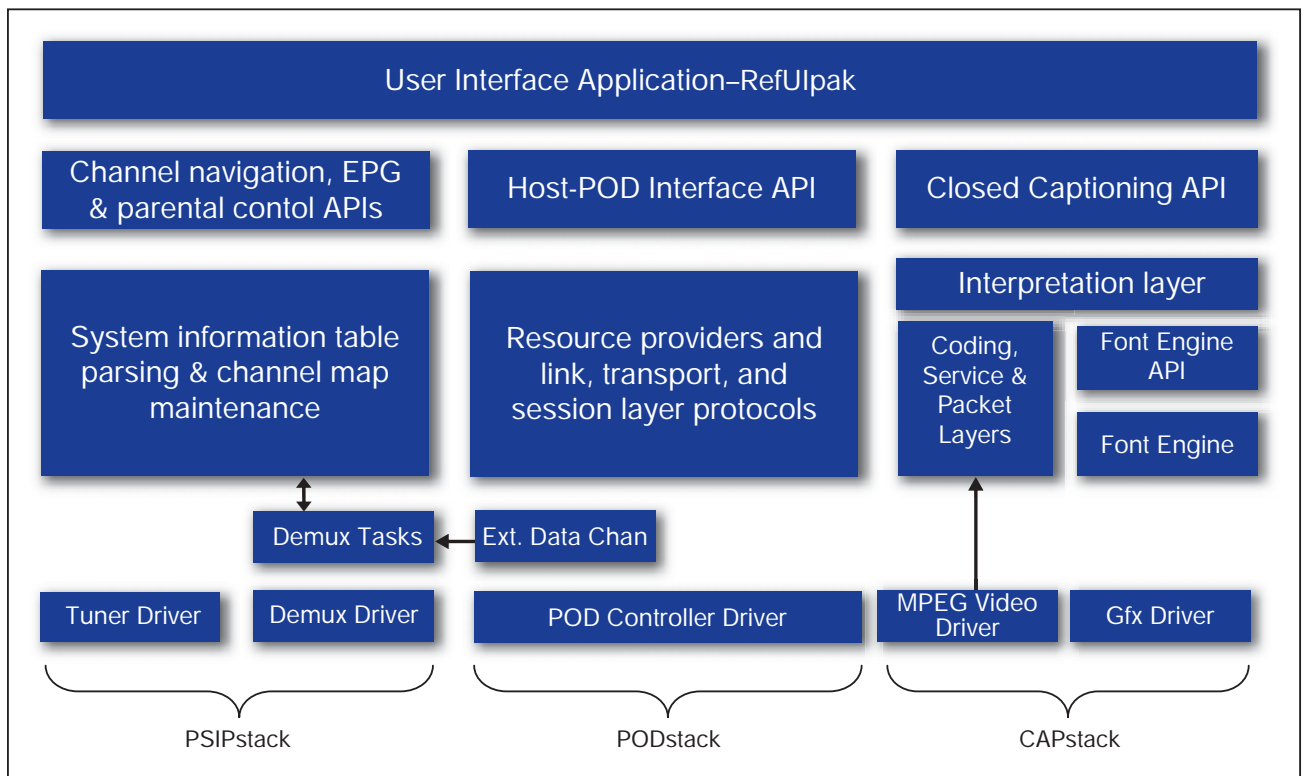 User Interface Application–RefUIpak
Channel navigation, EPG
& parental contol APIs
Host-POD Interface API
Closed Captioning API
System information table
parsing & channel map
maintenance
Resource providers and
link, transport, and
session layer protocols
Interpretation layer
Coding,
Service &
Packet
Layers
Font Engine
API
Font Engine
Demux Tasks
Ext. Data Chan
Tuner Driver
Demux Driver
POD Controller Driver
MPEG Video
Driver
Gfx Driver
PSIPstack
PODstack
CAPstack